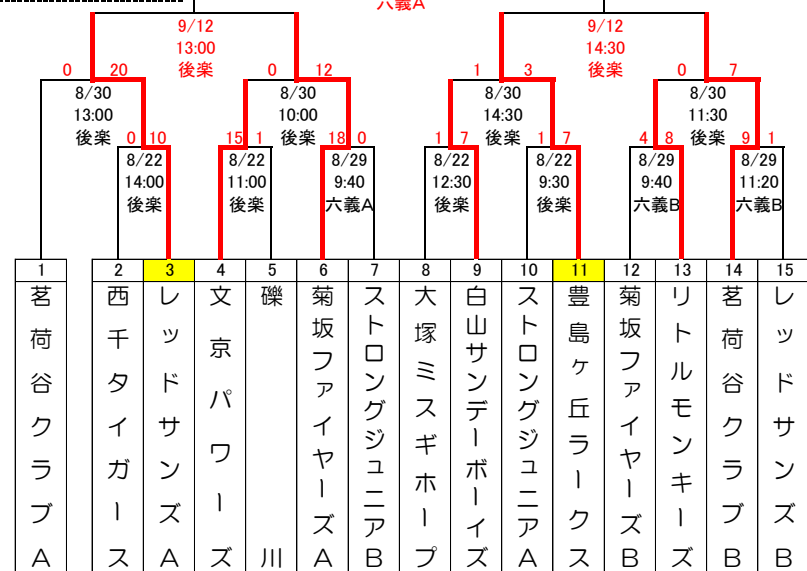 六義A
9/12
13:00
後楽
9/12
14:30
後楽
0 20
8/30
13:00
後楽
0 12
8/30
10:00
後楽
1 3
8/30
14:30
後楽
0 7
8/30
11:30
後楽
0 10
8/22
14:00
後楽
15 1
8/22
11:00
後楽
18 0
8/29
9:40
六義A
1 7
8/22
12:30
後楽
1 7
8/22
9:30
後楽
4 8
8/29
9:40
六義B
9 1
8/29
11:20
六義B
1
茗荷谷クラブA
2
西千タイガース
3
レッドサンズA
4
文京パワーズ
5
礫川
6
菊坂ファイヤーズA
7
ストロングジュニアB
8
大塚ミスギホープ
9
白山サンデーボーイズ
10
ストロングジュニアA
11
豊島ヶ丘ラークス
12
菊坂ファイヤーズB
13
リトルモンキーズ
14
茗荷谷クラブB
15
レッドサンズB